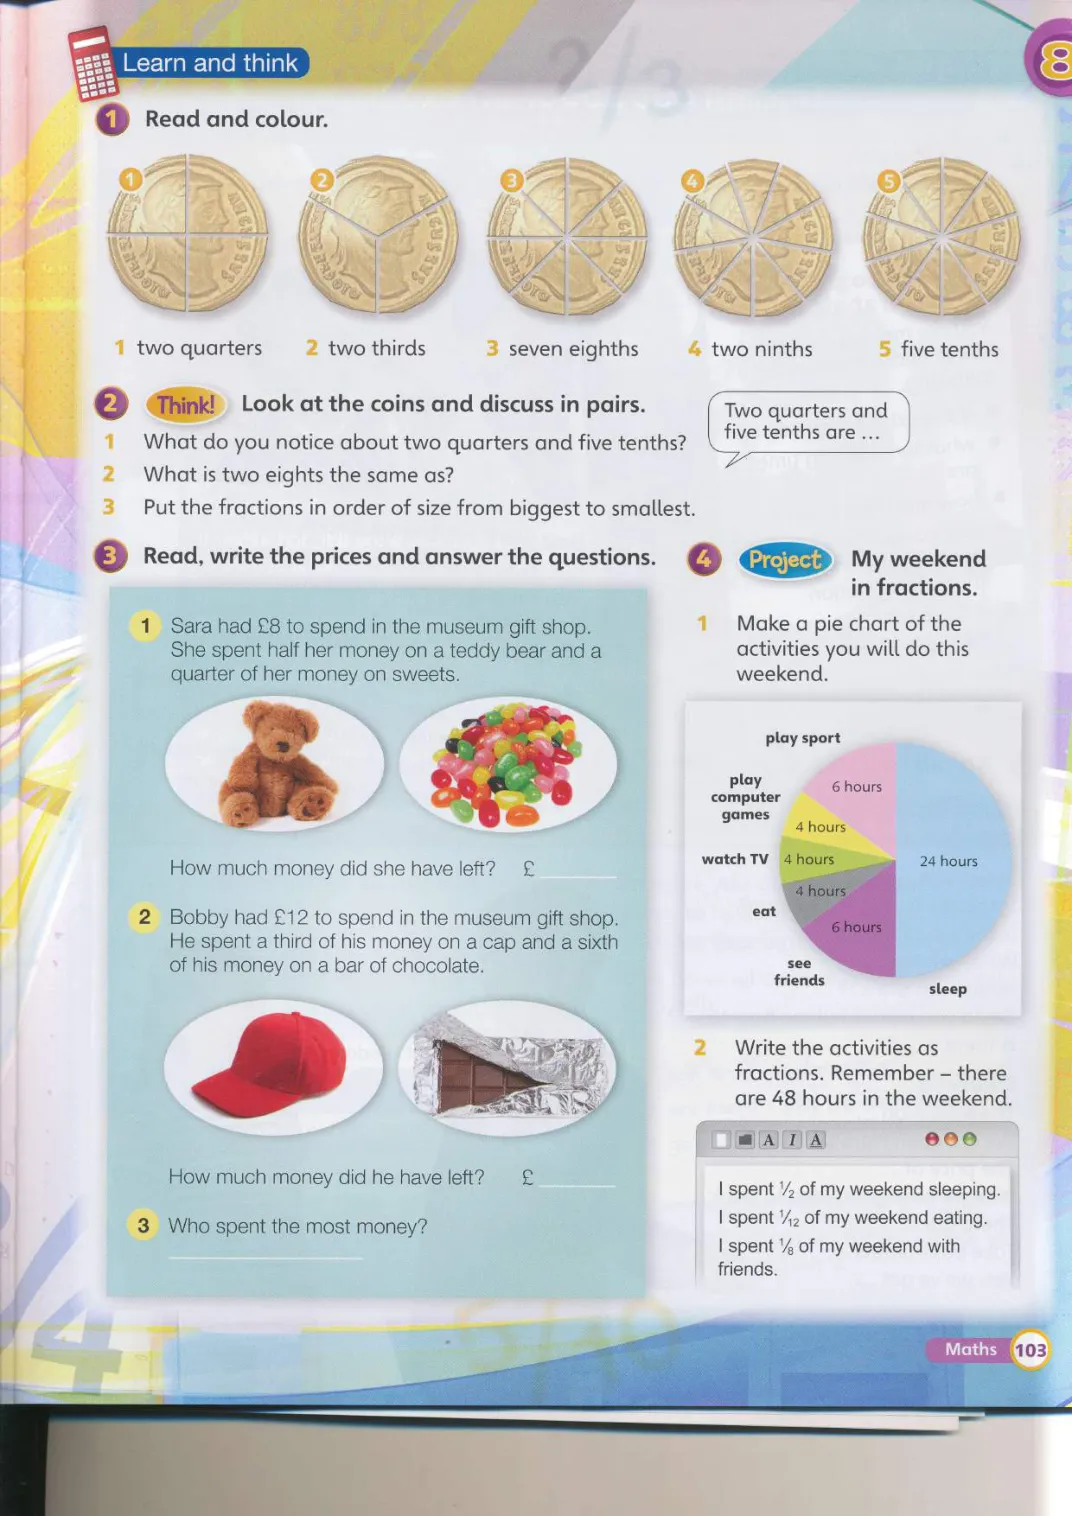 Learn and think
8
1 Read and colour.
1
2
3
4
5
1 two quarters
2 two thirds
3 seven eighths
4 two ninths
5 five tenths
2 Think! Look at the coins and discuss in pairs.
1 What do you notice about two quarters and five tenths?
2 What is two eights the same as?
3 Put the fractions in order of size from biggest to smallest.
Two quarters and
five tenths are ...
3 Read, write the prices and answer the questions.
1 Sara had £8 to spend in the museum gift shop.
She spent half her money on a teddy bear and a
quarter of her money on sweets.
How much money did she have left? £ ______
2 Bobby had £12 to spend in the museum gift shop.
He spent a third of his money on a cap and a sixth
of his money on a bar of chocolate.
How much money did he have left? £ ______
3 Who spent the most money?
4 Project My weekend
in fractions.
1 Make a pie chart of the
activities you will do this
weekend.
play sport
6 hours
play
computer
games
4 hours
watch TV
4 hours
24 hours
eat
4 hours
6 hours
see
friends
sleep
2 Write the activities as
fractions. Remember – there
are 48 hours in the weekend.
A I A
I spent ½ of my weekend sleeping.
I spent 1/12 of my weekend eating.
I spent ⅛ of my weekend with
friends.
Maths 103